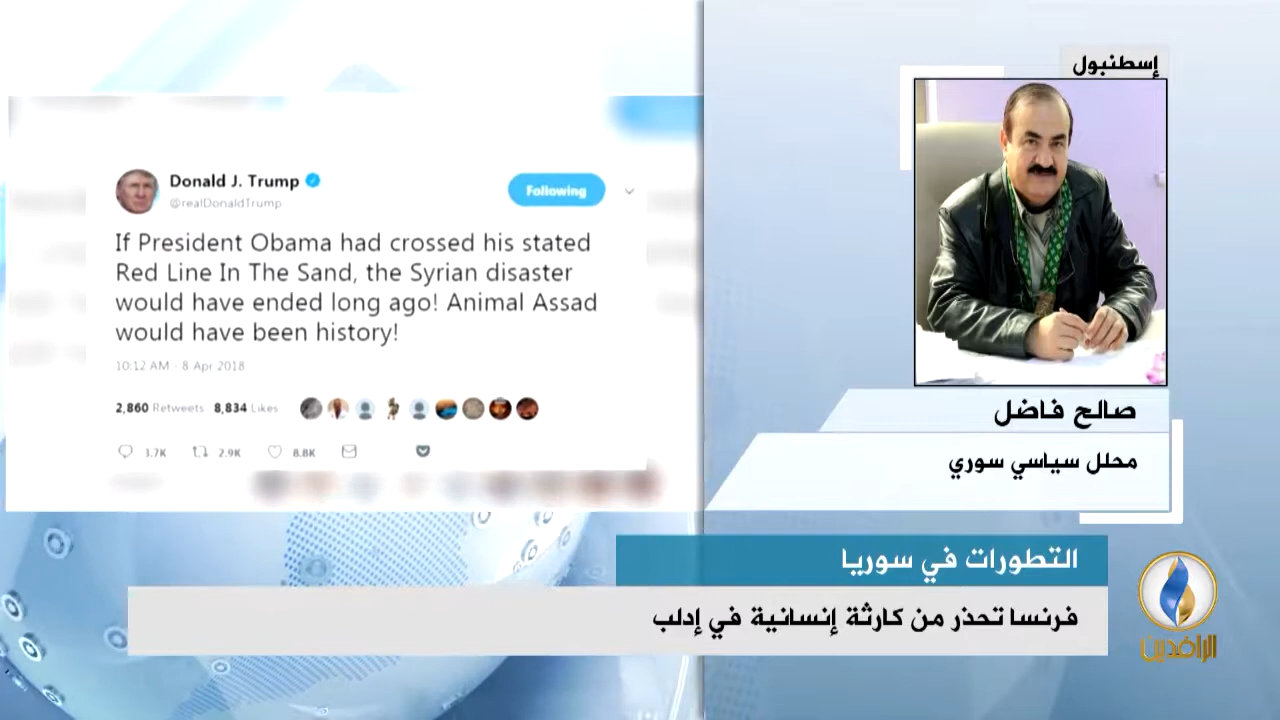 Donald J. Trump
@realDonaldTrump
Following
If President Obama had crossed his stated
Red Line In The Sand, the Syrian disaster
would have ended long ago! Animal Assad
would have been history!
10:12 AM - 8 Apr 2018
2,860 Retweets 8,834 Likes
3.7K 2.9K 8.8K
إسطنبول
صالح فاضل
محلل سياسي سوري
التطورات في سوريا
فرنسا تحذر من كارثة إنسانية في إدلب
الرافدين